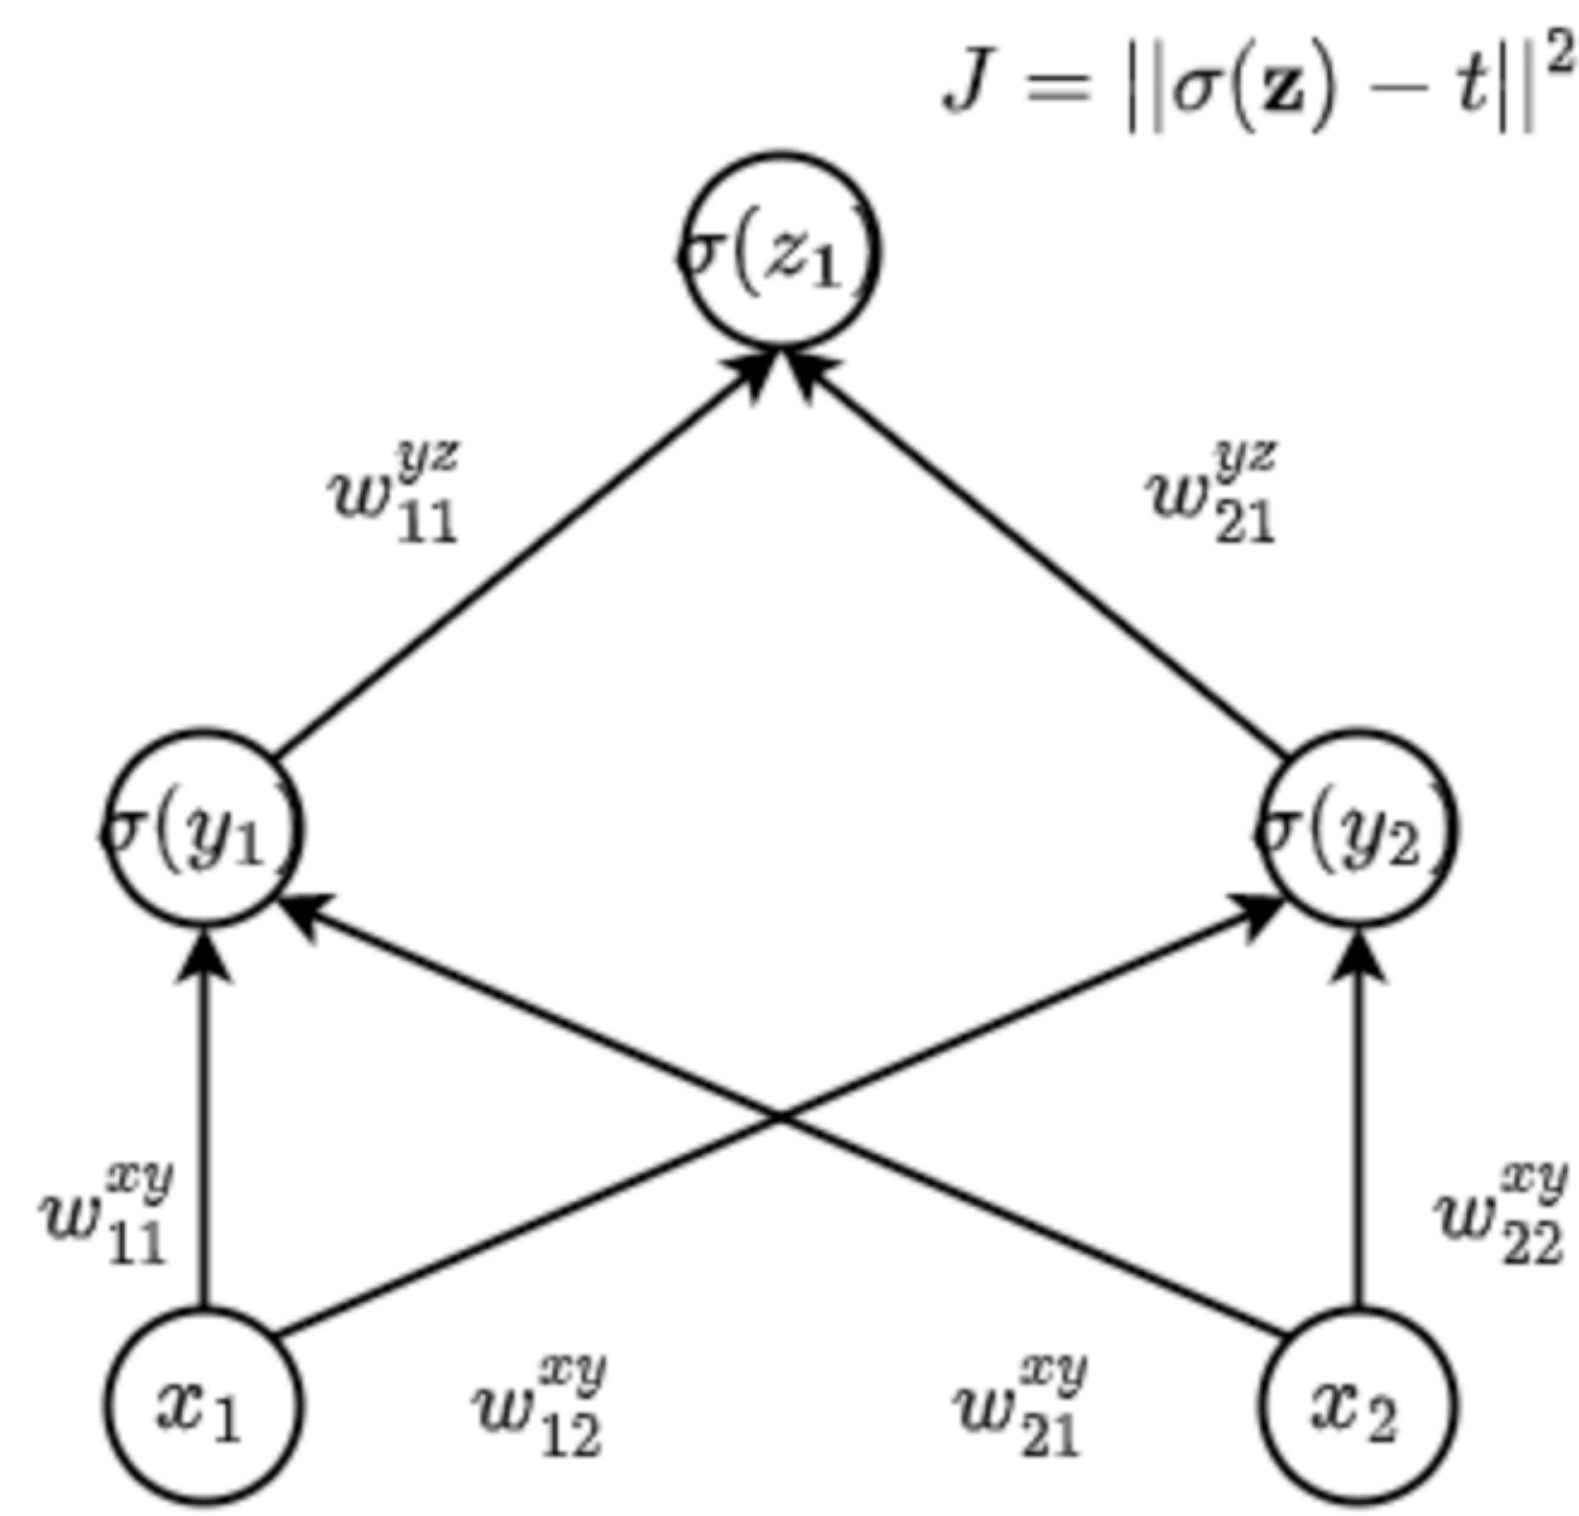 J = ||σ(𝐳) − t||²
σ(z₁)
w₁₁^{yz} w₂₁^{yz}
σ(y₁) σ(y₂)
w₁₁^{xy} w₂₂^{xy}
x₁ w₁₂^{xy} w₂₁^{xy} x₂